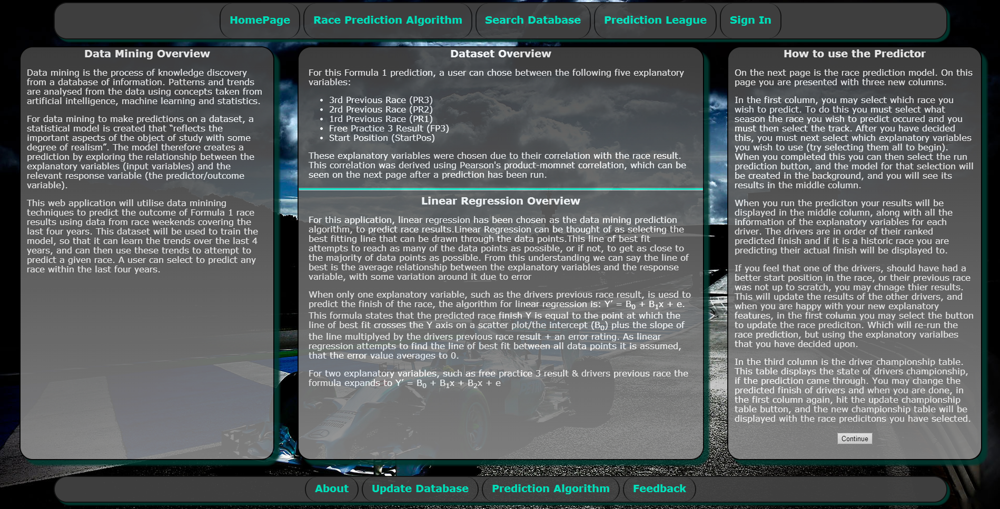 HomePage
Race Prediction Algorithm
Search Database
Prediction League
Sign In
Data Mining Overview
Data mining is the process of knowledge discovery
from a database of information. Patterns and trends
are analysed from the data using concepts taken from
artificial intelligence, machine learning and statistics.
For data mining to make predictions on a dataset, a
statistical model is created that “reflects the
important aspects of the object of study with some
degree of realism”. The model therefore creates a
prediction by exploring the relationship between the
explanatory variables (input variables) and the
relevant response variable (the predictor/outcome
variable).
This web application will utilise data minining
techniques to predict the outcome of Formula 1 race
results using data from race weekends covering the
last four years. This dataset will be used to train the
model, so that it can learn the trends over the last 4
years, and can then use these trends to attempt to
predict a given race. A user can select to predict any
race within the last four years.
Dataset Overview
For this Formula 1 prediction, a user can chose between the following five explanatory
variables:
• 3rd Previous Race (PR3)
• 2rd Previous Race (PR2)
• 1rd Previous Race (PR1)
• Free Practice 3 Result (FP3)
• Start Position (StartPos)
These explanatory variables were chosen due to their correlation with the race result.
This correlation was derived using Pearson's product-momnet correlation, which can be
seen on the next page after a prediction has been run.
Linear Regression Overview
For this application, linear regression has been chosen as the data mining prediction
algorithm, to predict race results.Linear Regression can be thought of as selecting the
best fitting line that can be drawn through the data points.This line of best fit
attempts to reach as many of the data points as possible, or if not, to get as close to
the majority of data points as possible. From this understanding we can say the line of
best is the average relationship between the explanatory variables and the response
variable, with some variation around it due to error
When only one explanatory variable, such as the drivers previous race result, is uesd to
predict the finish of the race, the algorithm for linear regression is: Y’ = B₀ + B₁x + e.
This formula states that the predicted race finish Y is equal to the point at which the
line of best fit crosses the Y axis on a scatter plot/the intercept (B₀) plus the slope of
the line multiplyed by the drivers previous race result + an error rating. As linear
regression attempts to find the line of best fit between all data points it is assumed,
that the error value averages to 0.
For two explanatory variables, such as free practice 3 result & drivers previous race the
formula expands to Y’ = B₀ + B₁x + B₂x + e
How to use the Predictor
On the next page is the race prediction model. On this
page you are presented with three new columns.
In the first column, you may select which race you
wish to predict. To do this you must select what
season the race you wish to predict occured and you
must then select the track. After you have decided
this, you must next select which explanatory variables
you wish to use (try selecting them all to begin).
When you completed this you can then select the run
prediction button, and the model for that selection will
be created in the background, and you will see its
results in the middle column.
When you run the prediciton your results will be
displayed in the middle column, along with all the
information of the explanatory variables for each
driver. The drivers are in order of their ranked
predicted finish and if it is a historic race you are
predicting their actual finish will be displayed to.
If you feel that one of the drivers, should have had a
better start position in the race, or their previous race
was not up to scratch, you may chnage thier results.
This will update the results of the other drivers, and
when you are happy with your new explanatory
features, in the first column you may select the button
to update the race prediciton. Which will re-run the
race prediction, but using the explanatory varialbes
that you have decided upon.
In the third column is the driver championship table.
This table displays the state of drivers championship,
if the prediction came through. You may change the
predicted finish of drivers and when you are done, in
the first column again, hit the update championship
table button, and the new championship table will be
displayed with the race predicitons you have selected.
Continue
About
Update Database
Prediction Algorithm
Feedback